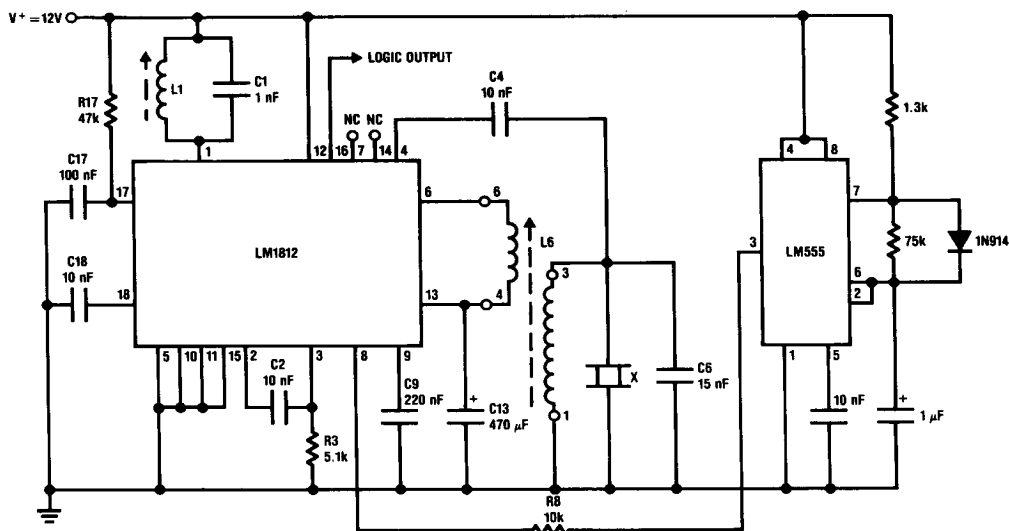 V+ = 12V
LOGIC OUTPUT
C4
10 nF
L1
C1
1 nF
R17
47k
1.3k
NC NC
1
12 16 7 14 4
4 8
C17
100 nF
17
6
6
7
LM1812
L6
3
LM555
75k
1N914
C18
10 nF
3
6
18
13
4
2
5 10 11 15 2
3
8
9
X
1
5
C2
10 nF
C9
220 nF
+
C13
470 μF
C6
15 nF
10 nF
+
1 μF
R3
5.1k
1
R8
10k